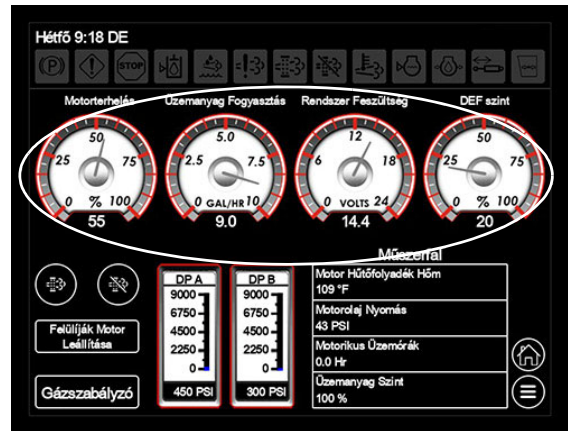 Hétfő 9:18 DE
(P) STOP
Motorterhelés Üzemanyag Fogyasztás Rendszer Feszültség DEF szint
50 5.0 12 50
25 75 2.5 7.5 6 18 25 75
0 % 100 0 GAL/HR 10 0 VOLTS 24 0 % 100
55 9.0 14.4 20
Műszerfal
DP A DP B
9000 9000
6750 6750
4500 4500
2250 2250
0 0
450 PSI 300 PSI
Motor Hűtőfolyadék Hőm
109 °F
Motorolaj Nyomás
43 PSI
Motorikus Üzemórák
0.0 Hr
Üzemanyag Szint
100 %
Felülíják Motor
Leállítása
Gázszabályzó